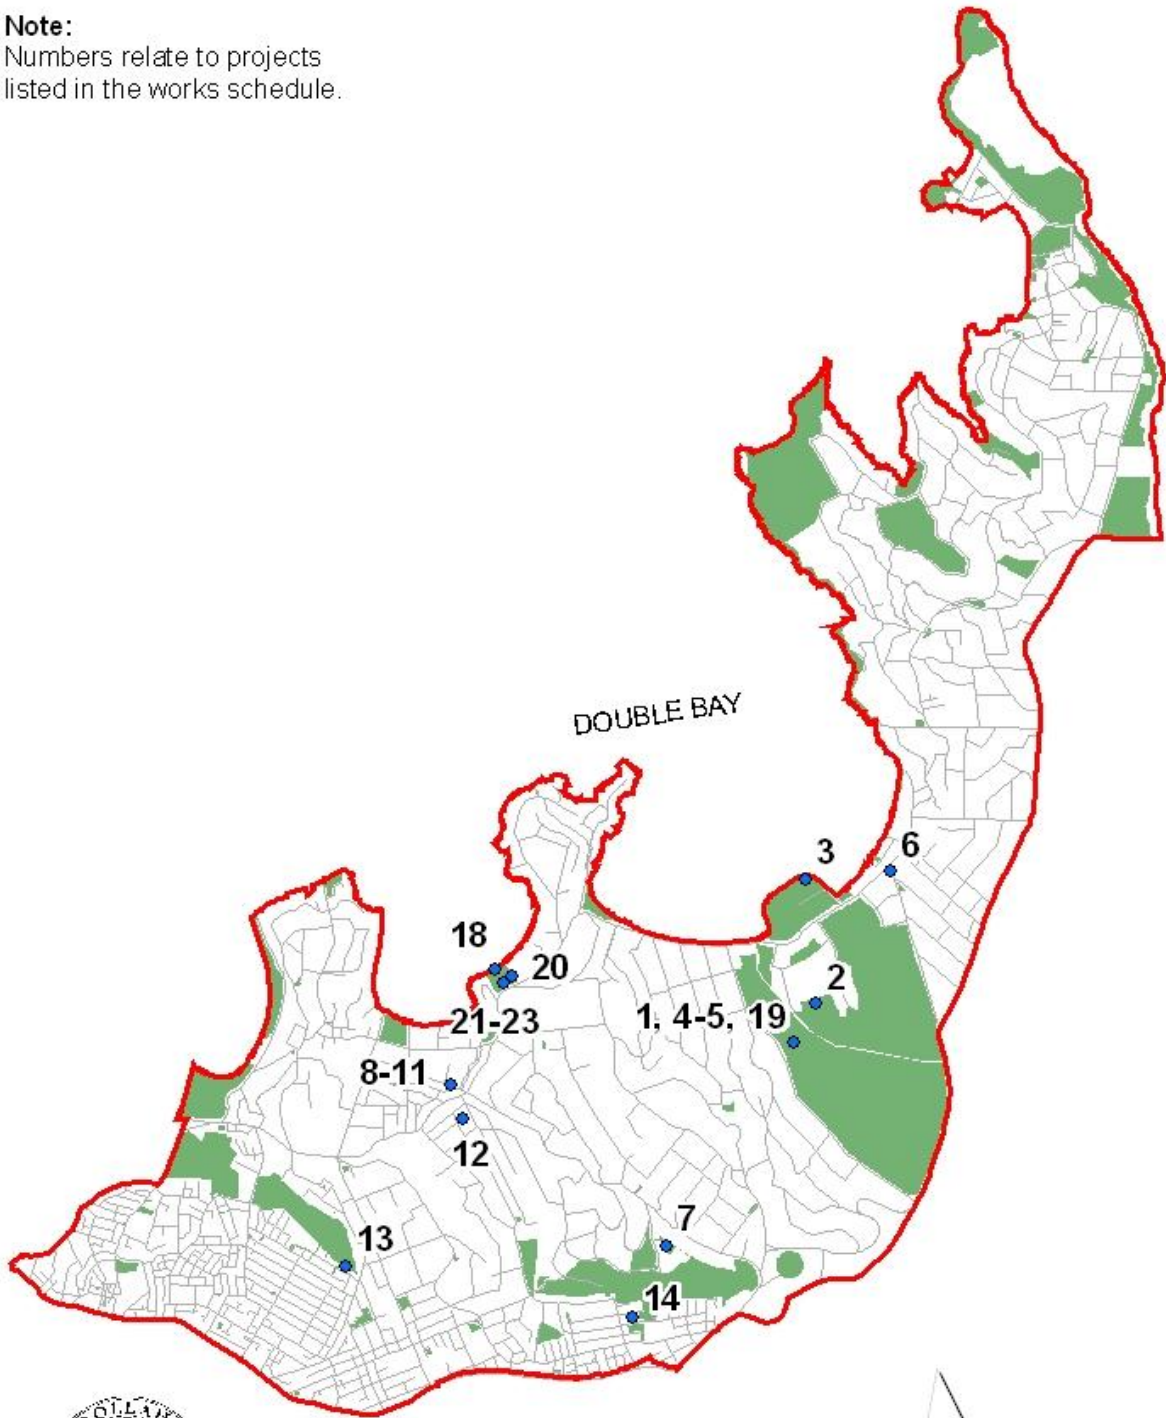 Note:
Numbers relate to projects
listed in the works schedule.
DOUBLE BAY
3
6
18
20
2
21-23
1, 4-5, 19
8-11
12
7
13
14